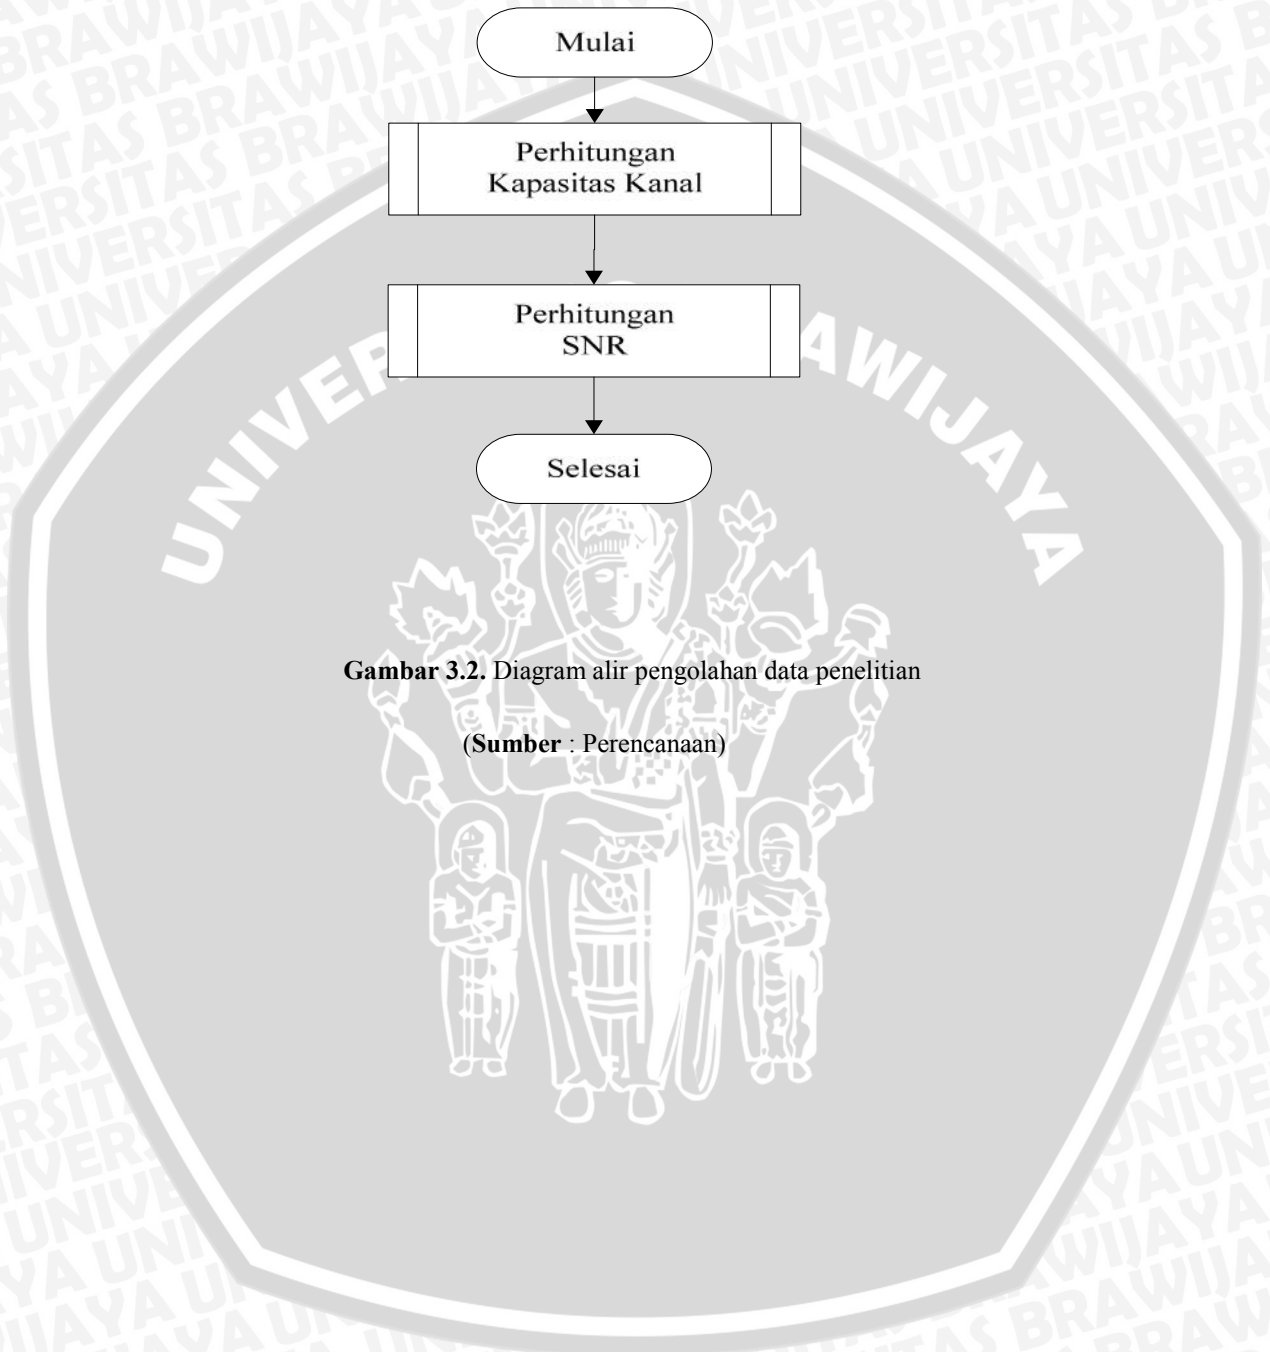 Mulai
Perhitungan
Kapasitas Kanal
Perhitungan
SNR
Selesai
Gambar 3.2. Diagram alir pengolahan data penelitian
(Sumber : Perencanaan)